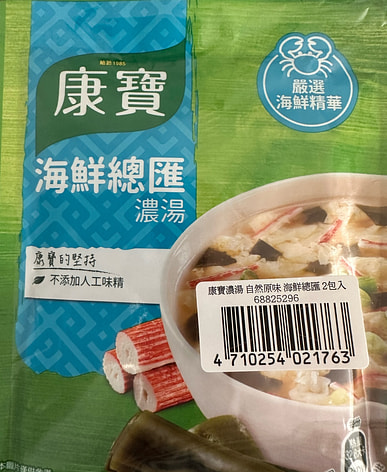 始於1985
康寶
嚴選
海鮮精華
海鮮總匯
濃湯
康寶的堅持
不添加人工味精
康寶濃湯 自然原味 海鮮總匯 2包入
68825296
4 710254 021763